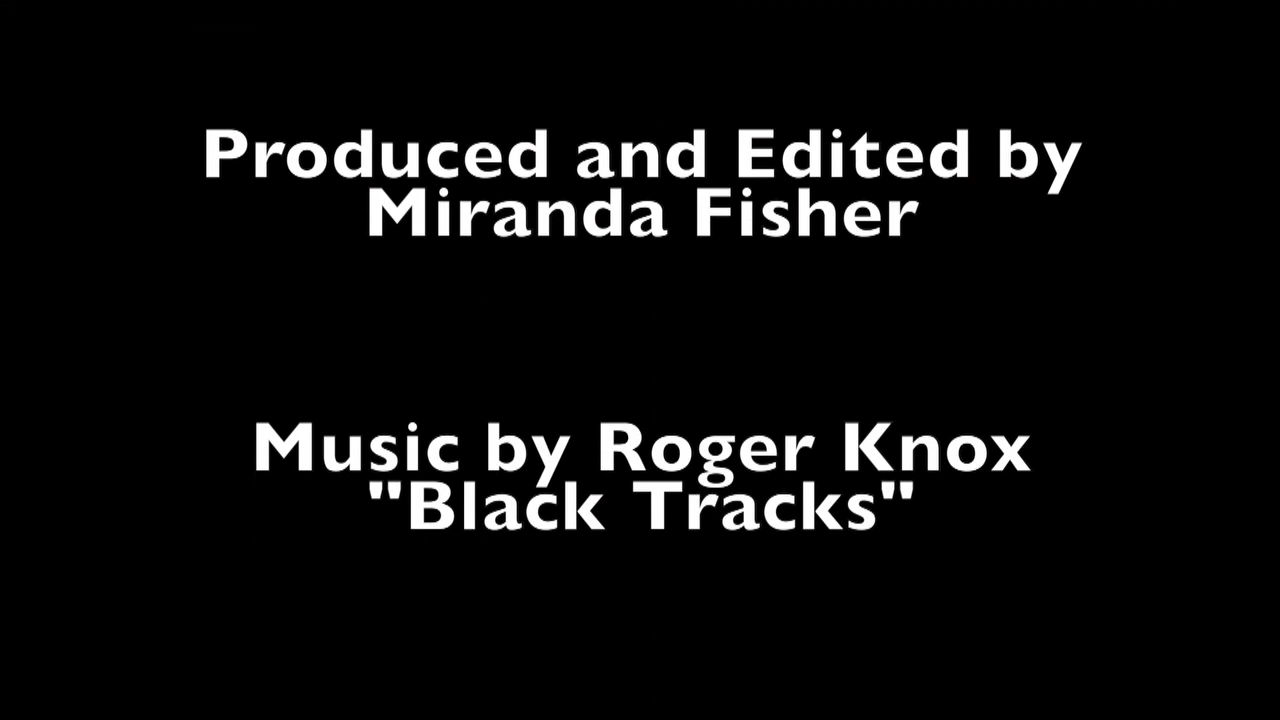 Produced and Edited by
Miranda Fisher
Music by Roger Knox
"Black Tracks"